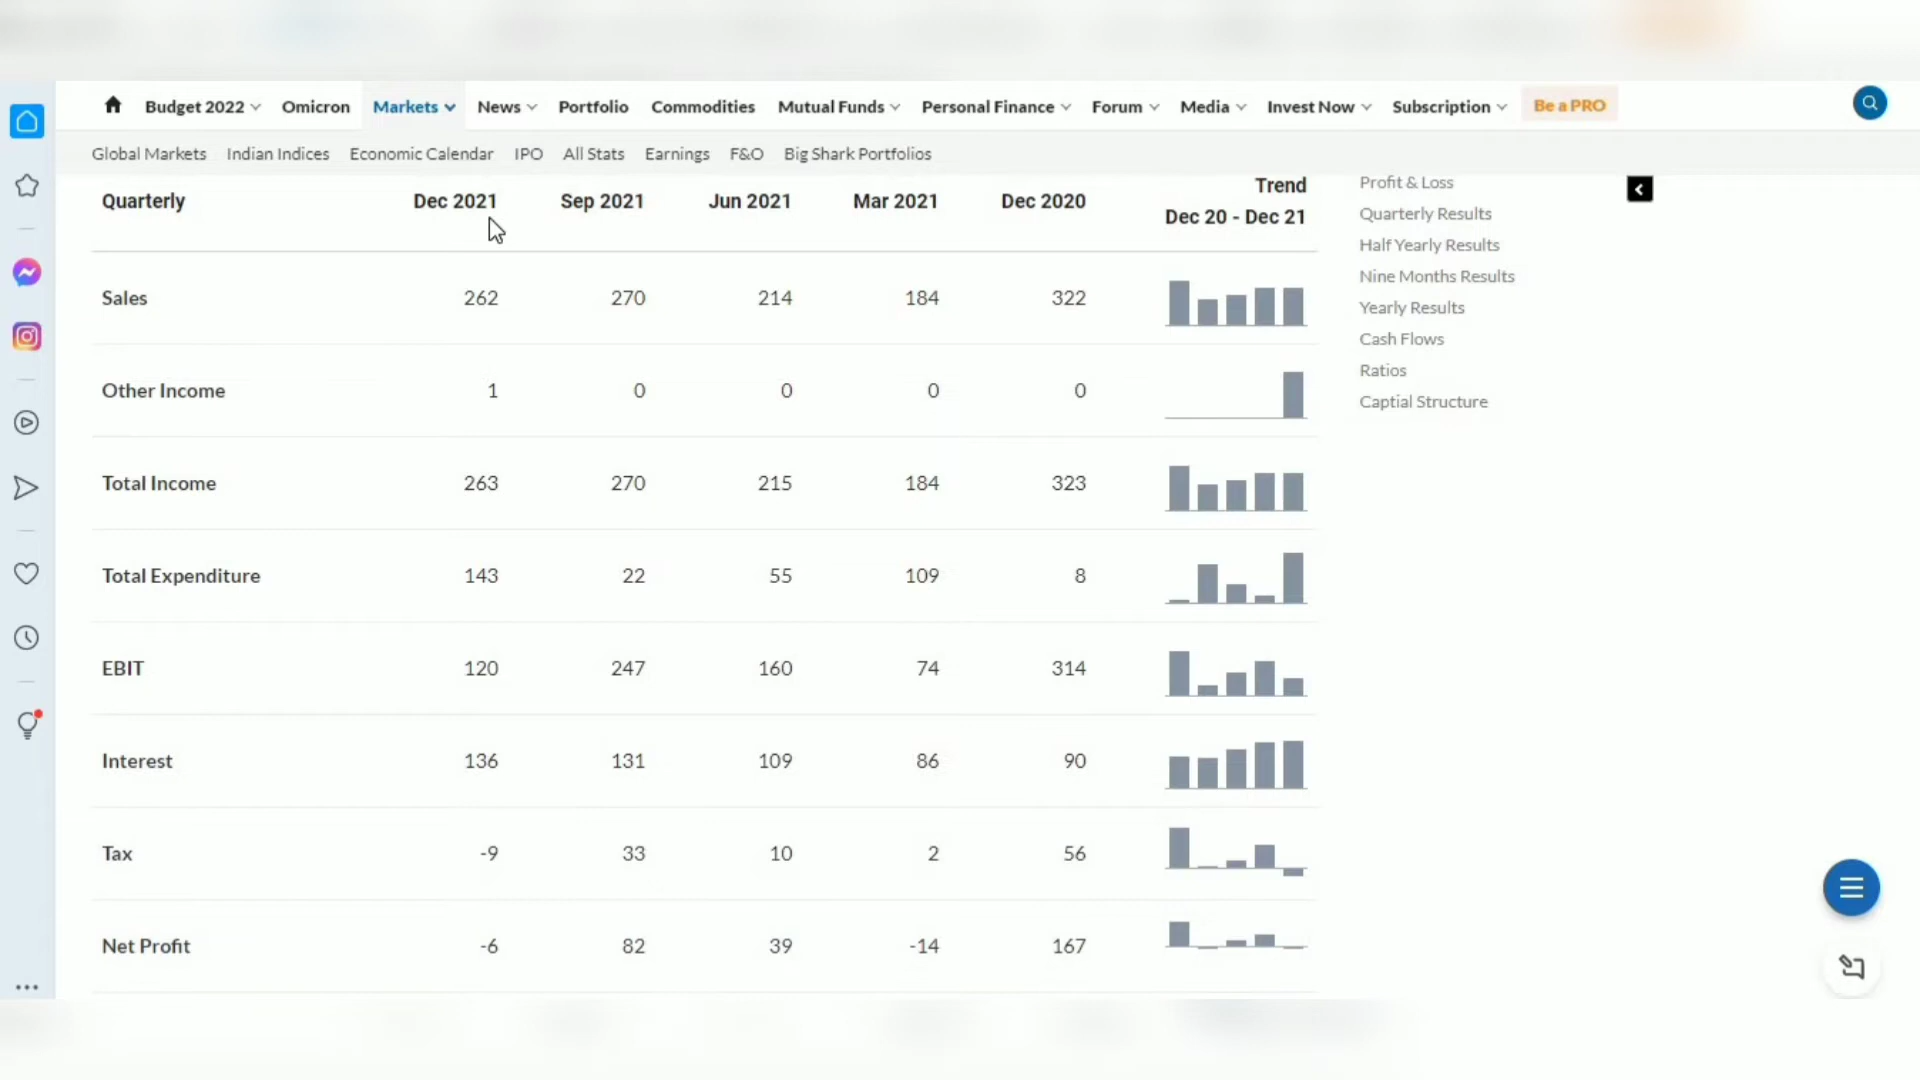 Budget 2022 Omicron Markets News Portfolio Commodities Mutual Funds Personal Finance Forum Media Invest Now Subscription Be a PRO
Global Markets Indian Indices Economic Calendar IPO All Stats Earnings F&O Big Shark Portfolios
Quarterly Dec 2021 Sep 2021 Jun 2021 Mar 2021 Dec 2020 Trend
Dec 20 - Dec 21
Sales 262 270 214 184 322
Other Income 1 0 0 0 0
Total Income 263 270 215 184 323
Total Expenditure 143 22 55 109 8
EBIT 120 247 160 74 314
Interest 136 131 109 86 90
Tax -9 33 10 2 56
Net Profit -6 82 39 -14 167
Profit & Loss
Quarterly Results
Half Yearly Results
Nine Months Results
Yearly Results
Cash Flows
Ratios
Captial Structure